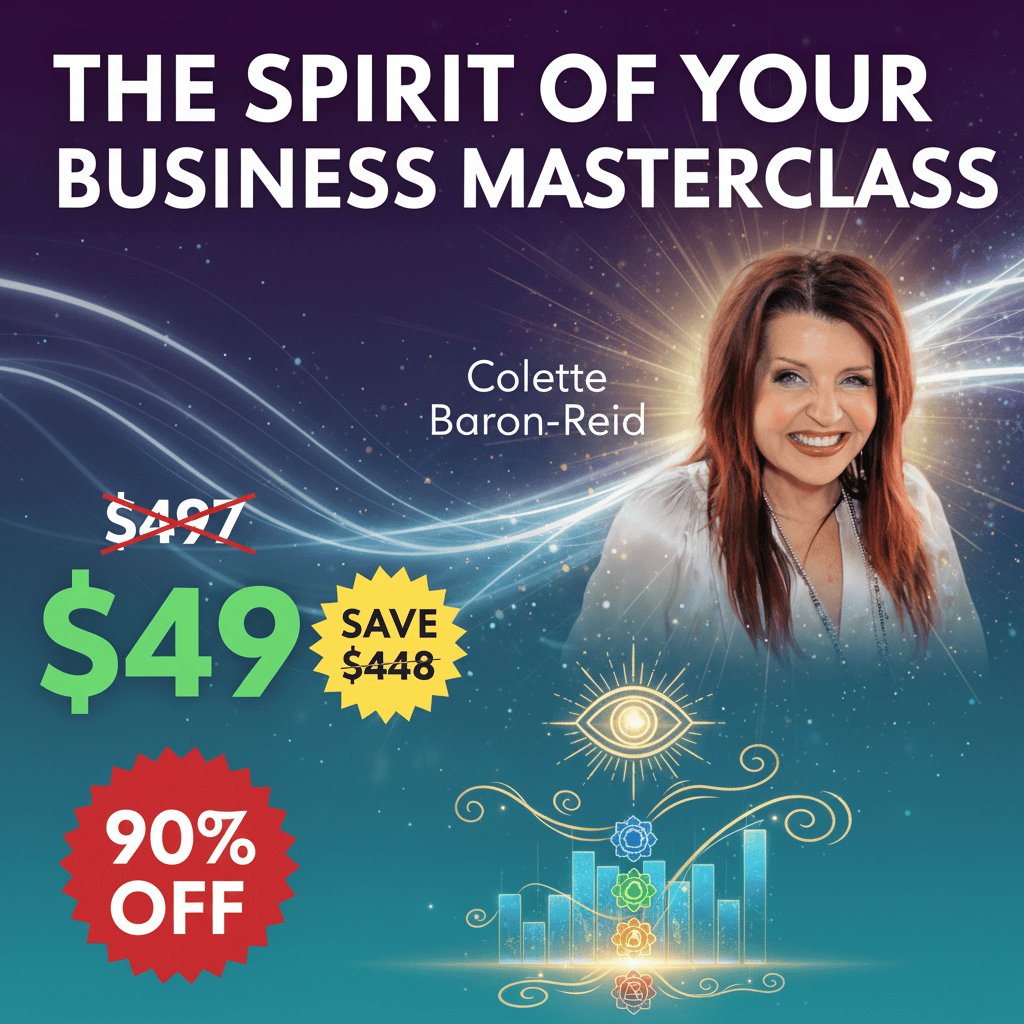 THE SPIRIT OF YOUR
BUSINESS MASTERCLASS
Colette
Baron-Reid
$497
$49
SAVE
$448
90%
OFF